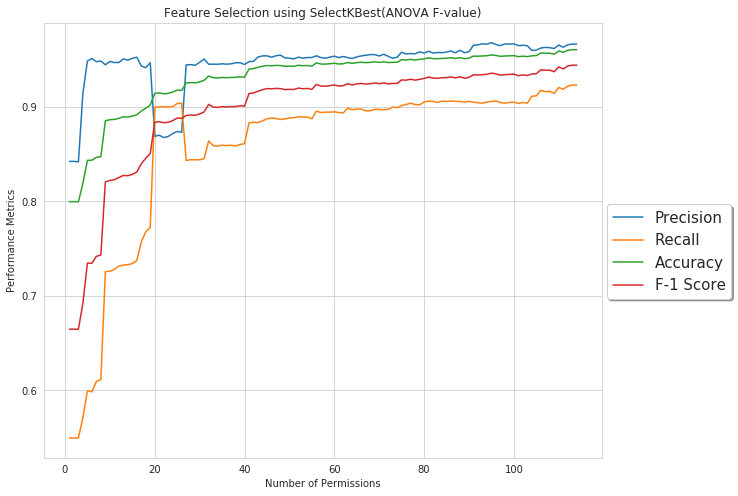 Feature Selection using SelectKBest(ANOVA F-value)
0.9
0.8
0.7
0.6
Performance Metrics
0 20 40 60 80 100
Number of Permissions
Precision
Recall
Accuracy
F-1 Score